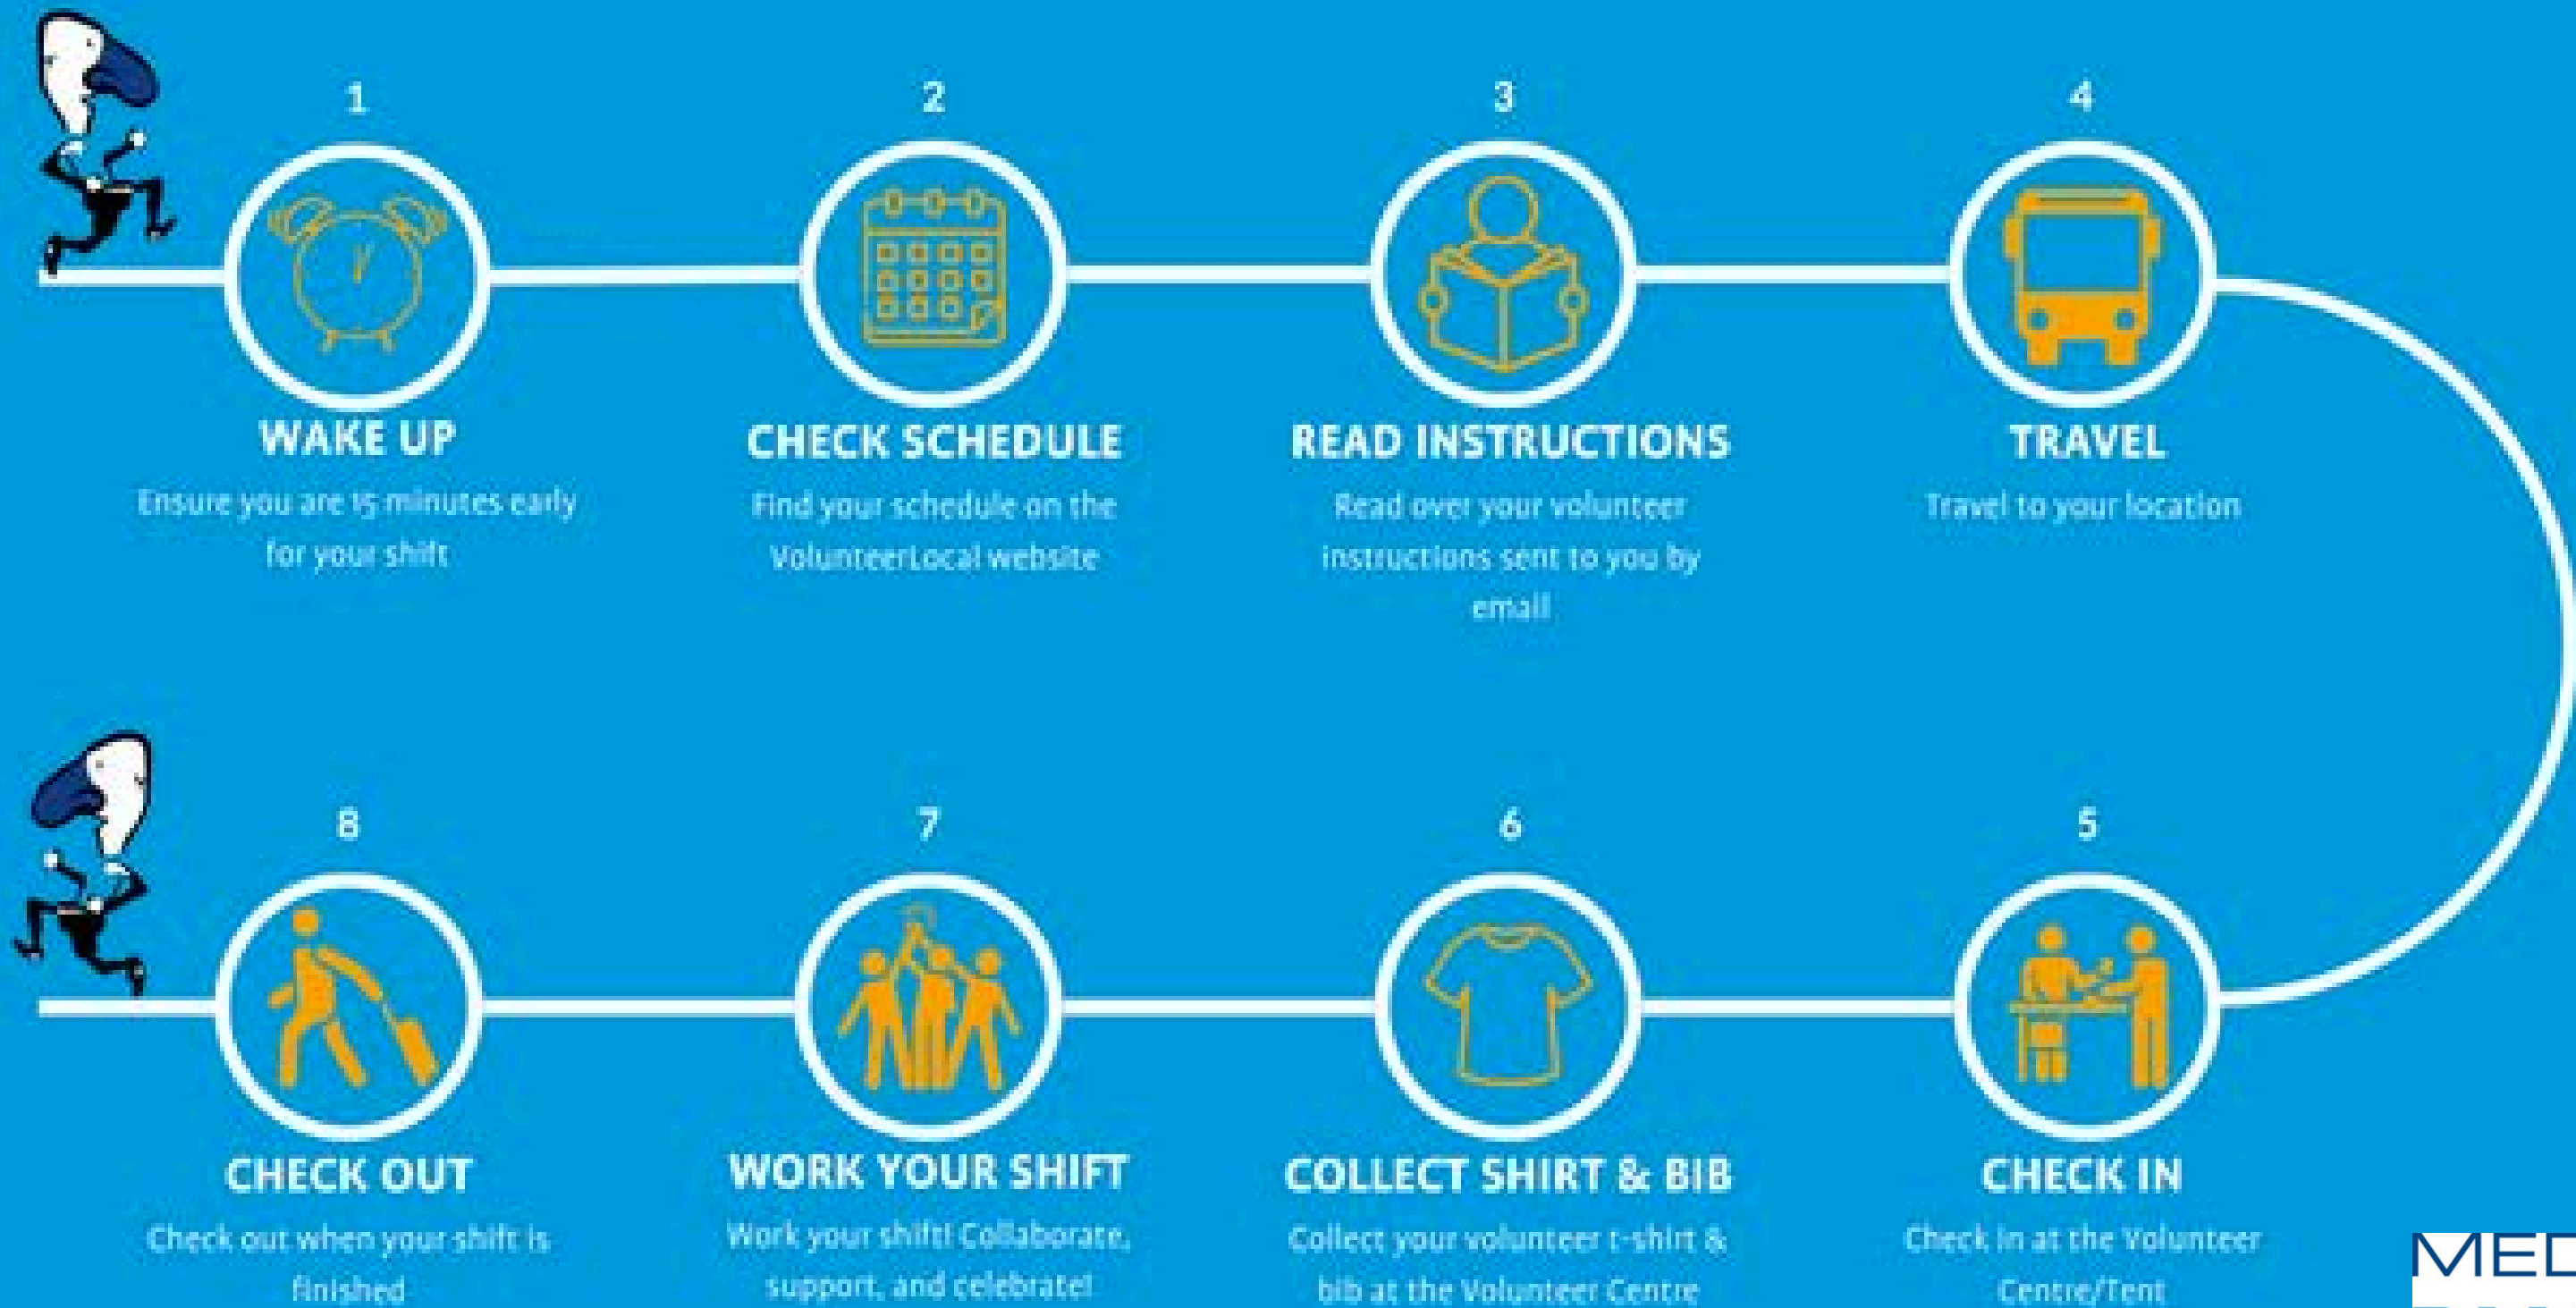 1
WAKE UP
Ensure you are 15 minutes early
for your shift
2
CHECK SCHEDULE
Find your schedule on the
VolunteerLocal website
3
READ INSTRUCTIONS
Read over your volunteer
instructions sent to you by
email
4
TRAVEL
Travel to your location
5
CHECK IN
Check in at the Volunteer
Centre/Tent
6
COLLECT SHIRT & BIB
Collect your volunteer t-shirt &
bib at the Volunteer Centre
7
WORK YOUR SHIFT
Work your shift! Collaborate,
support, and celebrate!
8
CHECK OUT
Check out when your shift is
finished